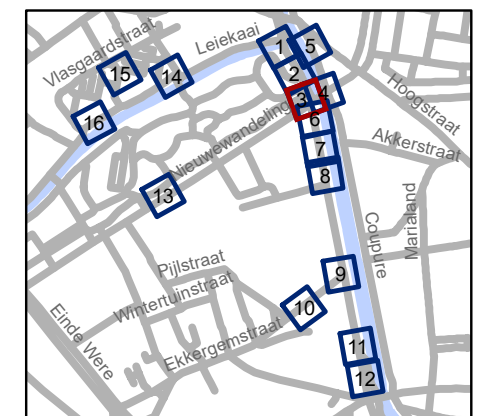 Vlasgaardstraat
Leiekaai
1
5
2
15
14
3
4
16
6
Hoogstraat
Nieuwewandeling
7
Akkerstraat
8
13
Marialand
Coupure
Pijlstraat
9
Wintertuinstraat
10
Einde Were
Ekkergemstraat
11
12